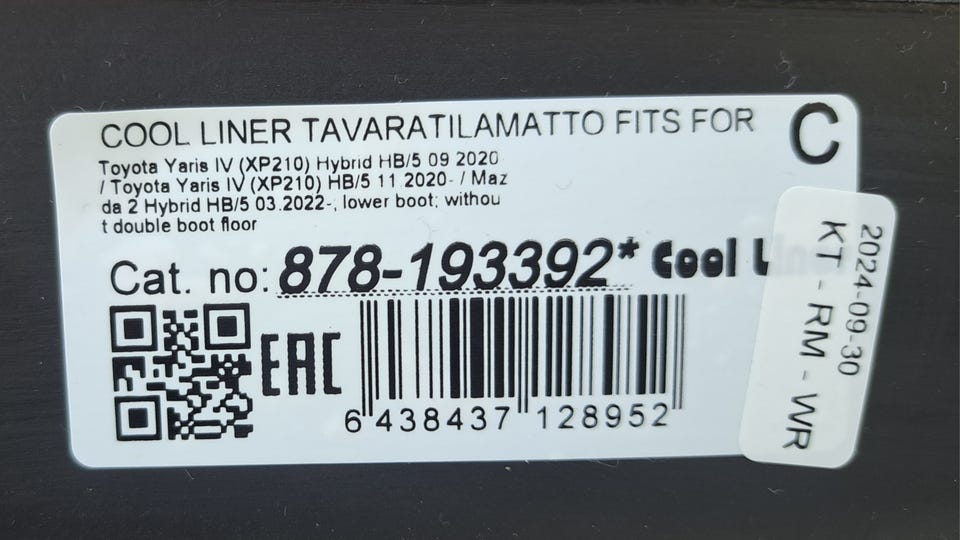 COOL LINER TAVARATILAMATTO FITS FOR
C
Toyota Yaris IV (XP210) Hybrid HB/5 09 2020
/ Toyota Yaris IV (XP210) HB/5 11.2020- / Maz
da 2 Hybrid HB/5 03.2022-; lower boot; withou
t double boot floor
Cat. no: 878-193392* Cool Lin
EAC
6 438437 128952
2024-09-30
KT - RM - WR